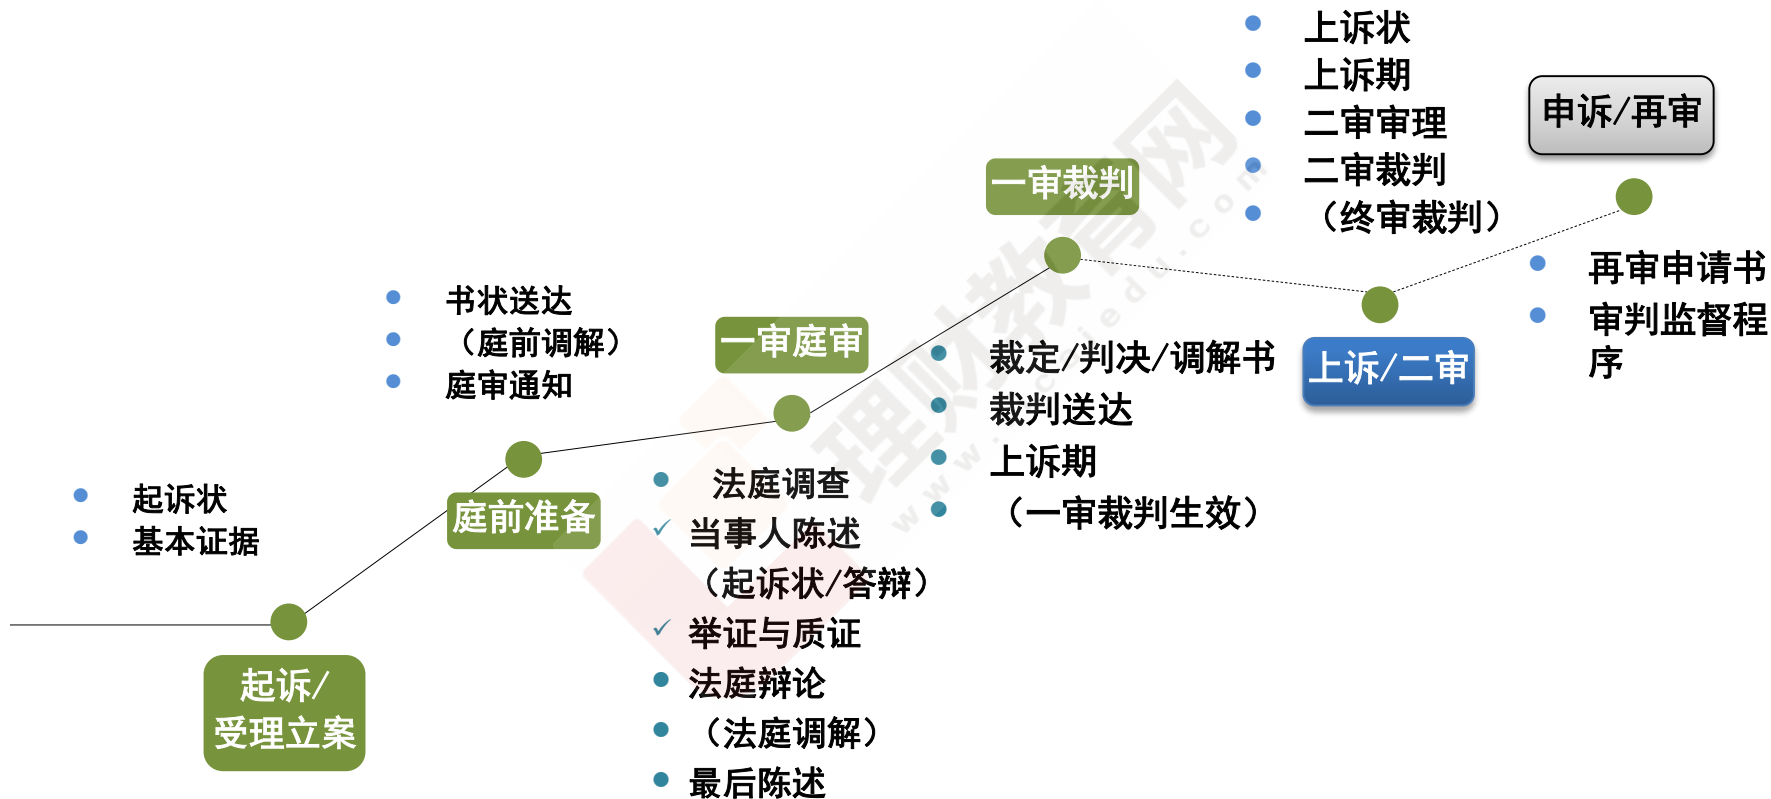 起诉状
基本证据
起诉/
受理立案
书状送达
（庭前调解）
庭审通知
庭前准备
一审庭审
法庭调查
当事人陈述
（起诉状/答辩）
举证与质证
法庭辩论
（法庭调解）
最后陈述
一审裁判
裁定/判决/调解书
裁判送达
上诉期
（一审裁判生效）
上诉状
上诉期
二审审理
二审裁判
（终审裁判）
上诉/二审
申诉/再审
再审申请书
审判监督程
序
理财教育网